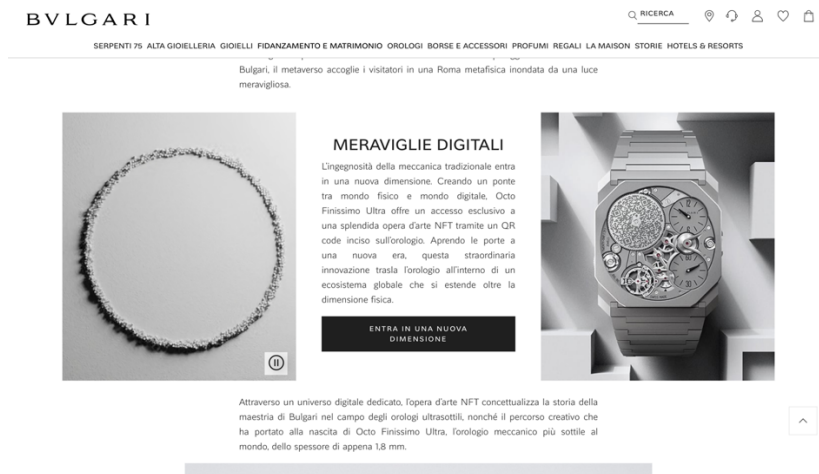 BVLGARI
RICERCA
SERPENTI 75 ALTA GIOIELLERIA GIOIELLI FIDANZAMENTO E MATRIMONIO OROLOGI BORSE E ACCESSORI PROFUMI REGALI LA MAISON STORIE HOTELS & RESORTS
Bulgari, il metaverso accoglie i visitatori in una Roma metafisica inondata da una luce
meravigliosa.
MERAVIGLIE DIGITALI
L'ingegnosità della meccanica tradizionale entra
in una nuova dimensione. Creando un ponte
tra mondo fisico e mondo digitale, Octo
Finissimo Ultra offre un accesso esclusivo a
una splendida opera d'arte NFT tramite un QR
code inciso sull'orologio. Aprendo le porte a
una nuova era, questa straordinaria
innovazione trasla l'orologio all'interno di un
ecosistema globale che si estende oltre la
dimensione fisica.
ENTRA IN UNA NUOVA
DIMENSIONE
Attraverso un universo digitale dedicato, l'opera d'arte NFT concettualizza la storia della
maestria di Bulgari nel campo degli orologi ultrasottili, nonché il percorso creativo che
ha portato alla nascita di Octo Finissimo Ultra, l'orologio meccanico più sottile al
mondo, dello spessore di appena 1,8 mm.